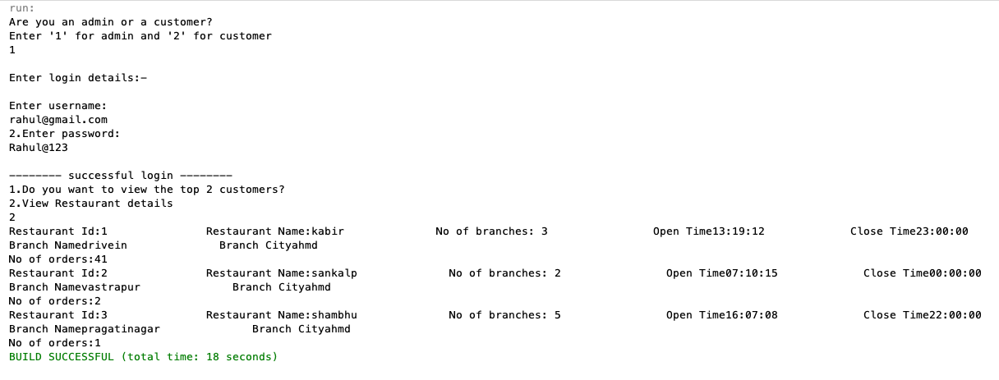 run:
Are you an admin or a customer?
Enter '1' for admin and '2' for customer
1
Enter login details:-
Enter username:
rahul@gmail.com
2.Enter password:
Rahul@123
-------- successful login --------
1.Do you want to view the top 2 customers?
2.View Restaurant details
2
Restaurant Id:1 Restaurant Name:kabir No of branches: 3 Open Time13:19:12 Close Time23:00:00
Branch Namedrivein Branch Cityahmd
No of orders:41
Restaurant Id:2 Restaurant Name:sankalp No of branches: 2 Open Time07:10:15 Close Time00:00:00
Branch Namevastrapur Branch Cityahmd
No of orders:2
Restaurant Id:3 Restaurant Name:shambhu No of branches: 5 Open Time16:07:08 Close Time22:00:00
Branch Namepragatinagar Branch Cityahmd
No of orders:1
BUILD SUCCESSFUL (total time: 18 seconds)